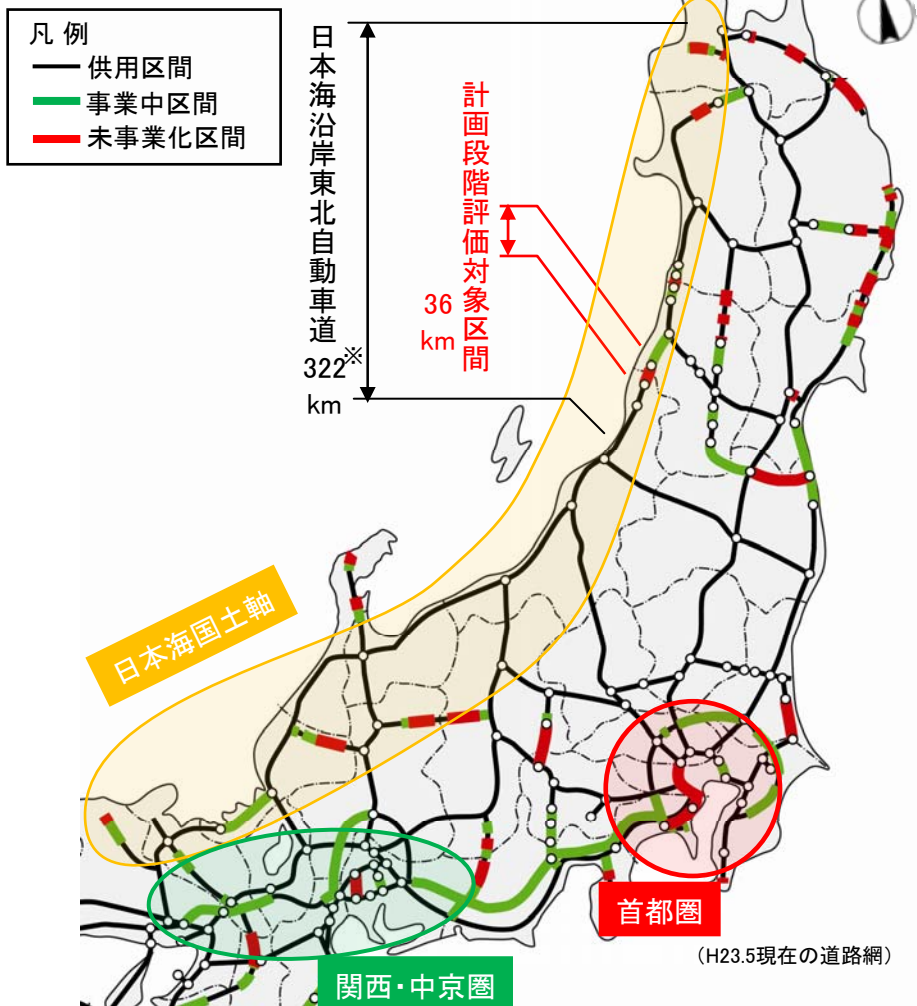 凡例
供用区間
事業中区間
未事業化区間
日本海沿岸東北自動車道
322※
km
計画段階評価対象区間
36
km
日本海国土軸
首都圏
(H23.5現在の道路網)
関西・中京圏